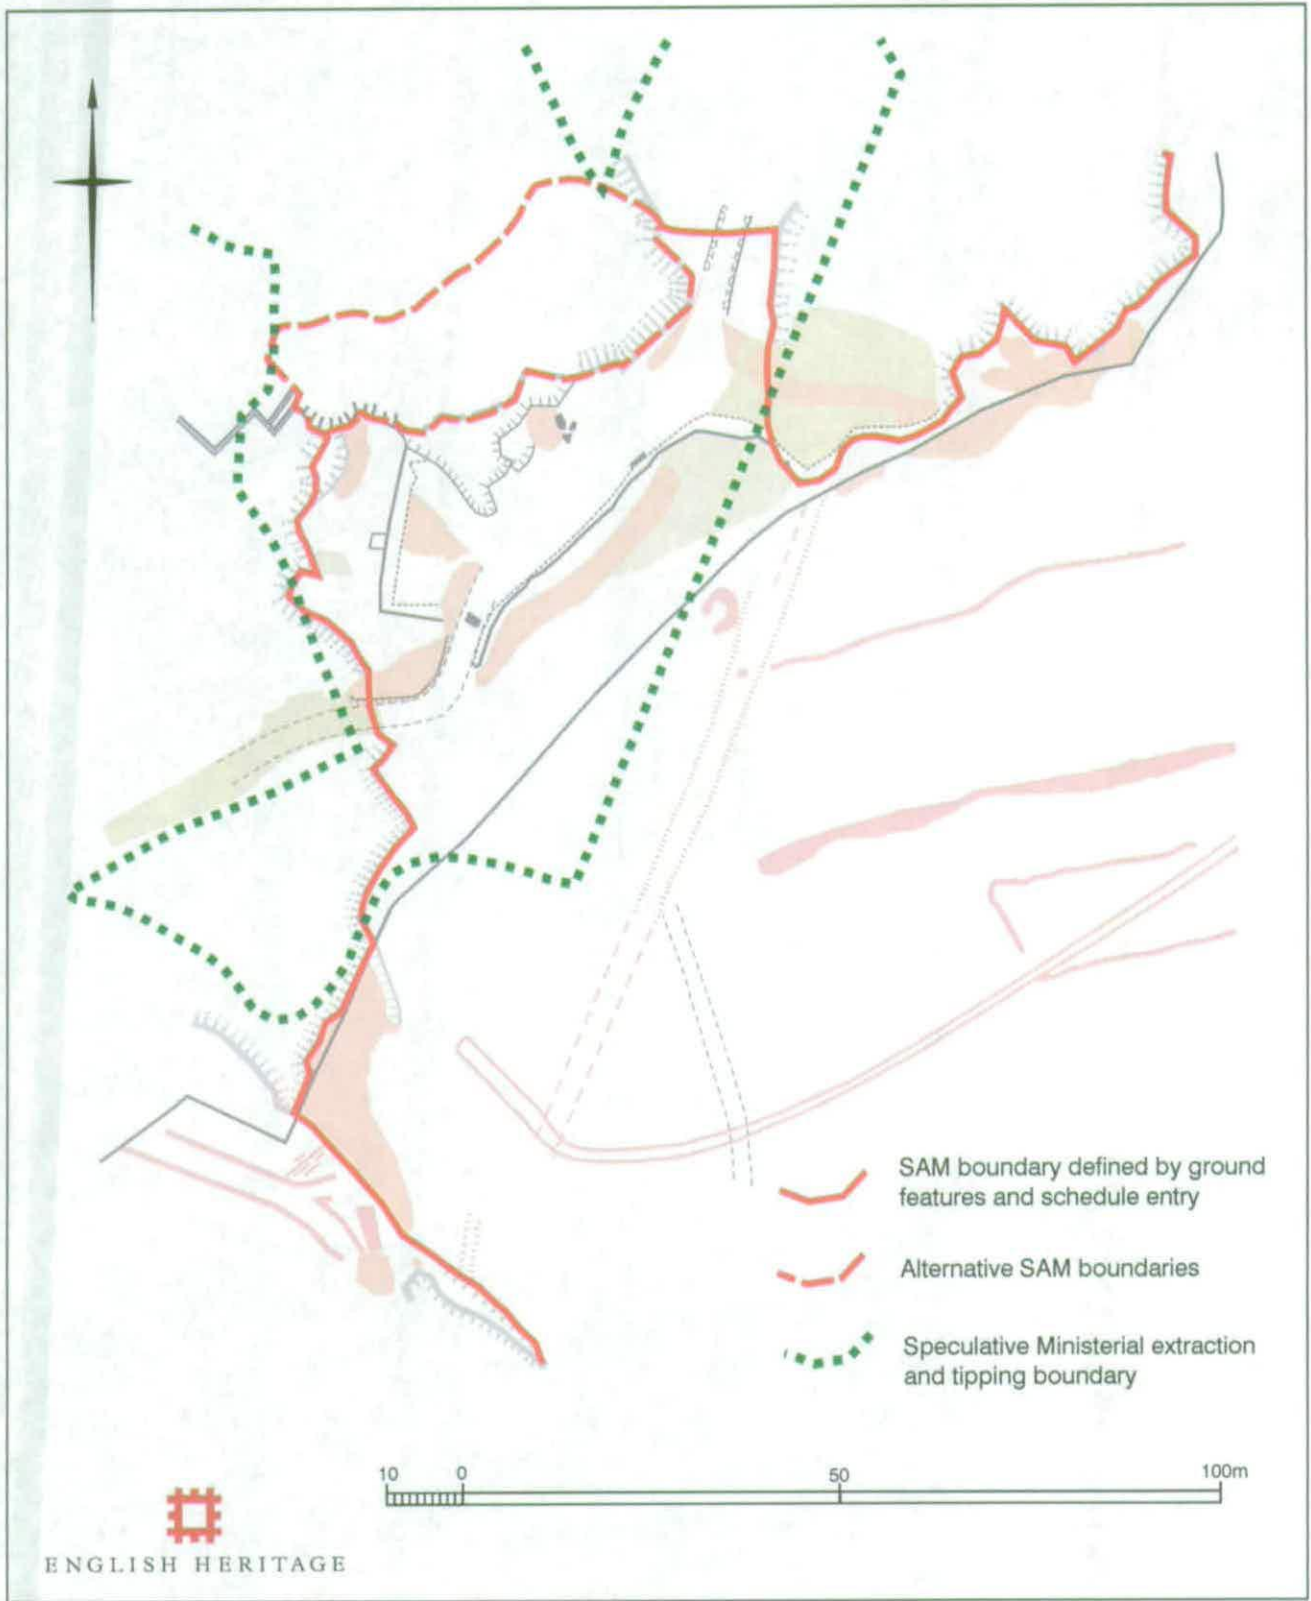 SAM boundary defined by ground
features and schedule entry
Alternative SAM boundaries
Speculative Ministerial extraction
and tipping boundary
10 0 50 100m
ENGLISH HERITAGE